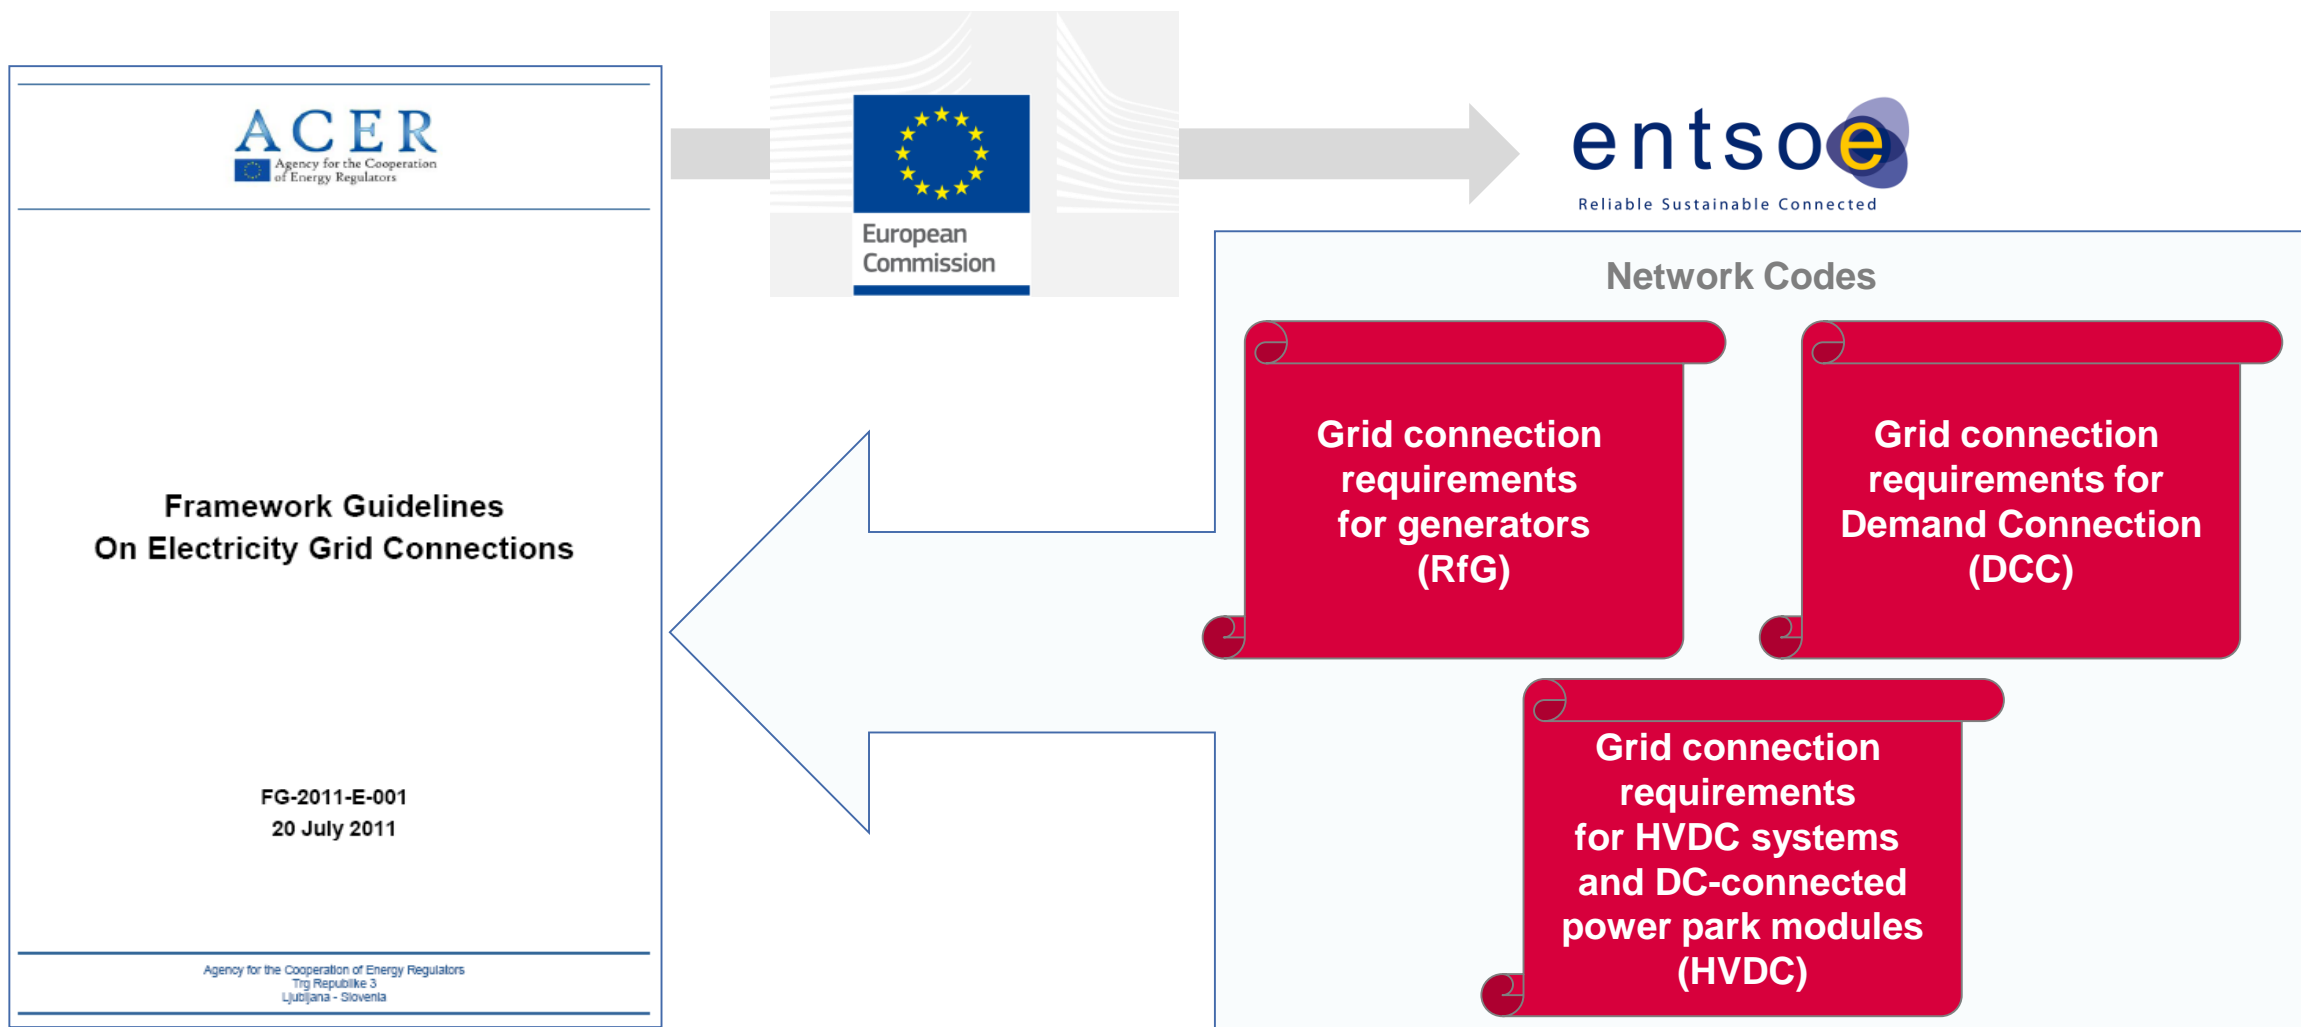 ACER
Agency for the Cooperation
of Energy Regulators
Framework Guidelines
On Electricity Grid Connections
FG-2011-E-001
20 July 2011
Agency for the Cooperation of Energy Regulators
Trg Republike 3
Ljubljana - Slovenia
European
Commission
entsoe
Reliable Sustainable Connected
Network Codes
Grid connection
requirements
for generators
(RfG)
Grid connection
requirements for
Demand Connection
(DCC)
Grid connection
requirements
for HVDC systems
and DC-connected
power park modules
(HVDC)